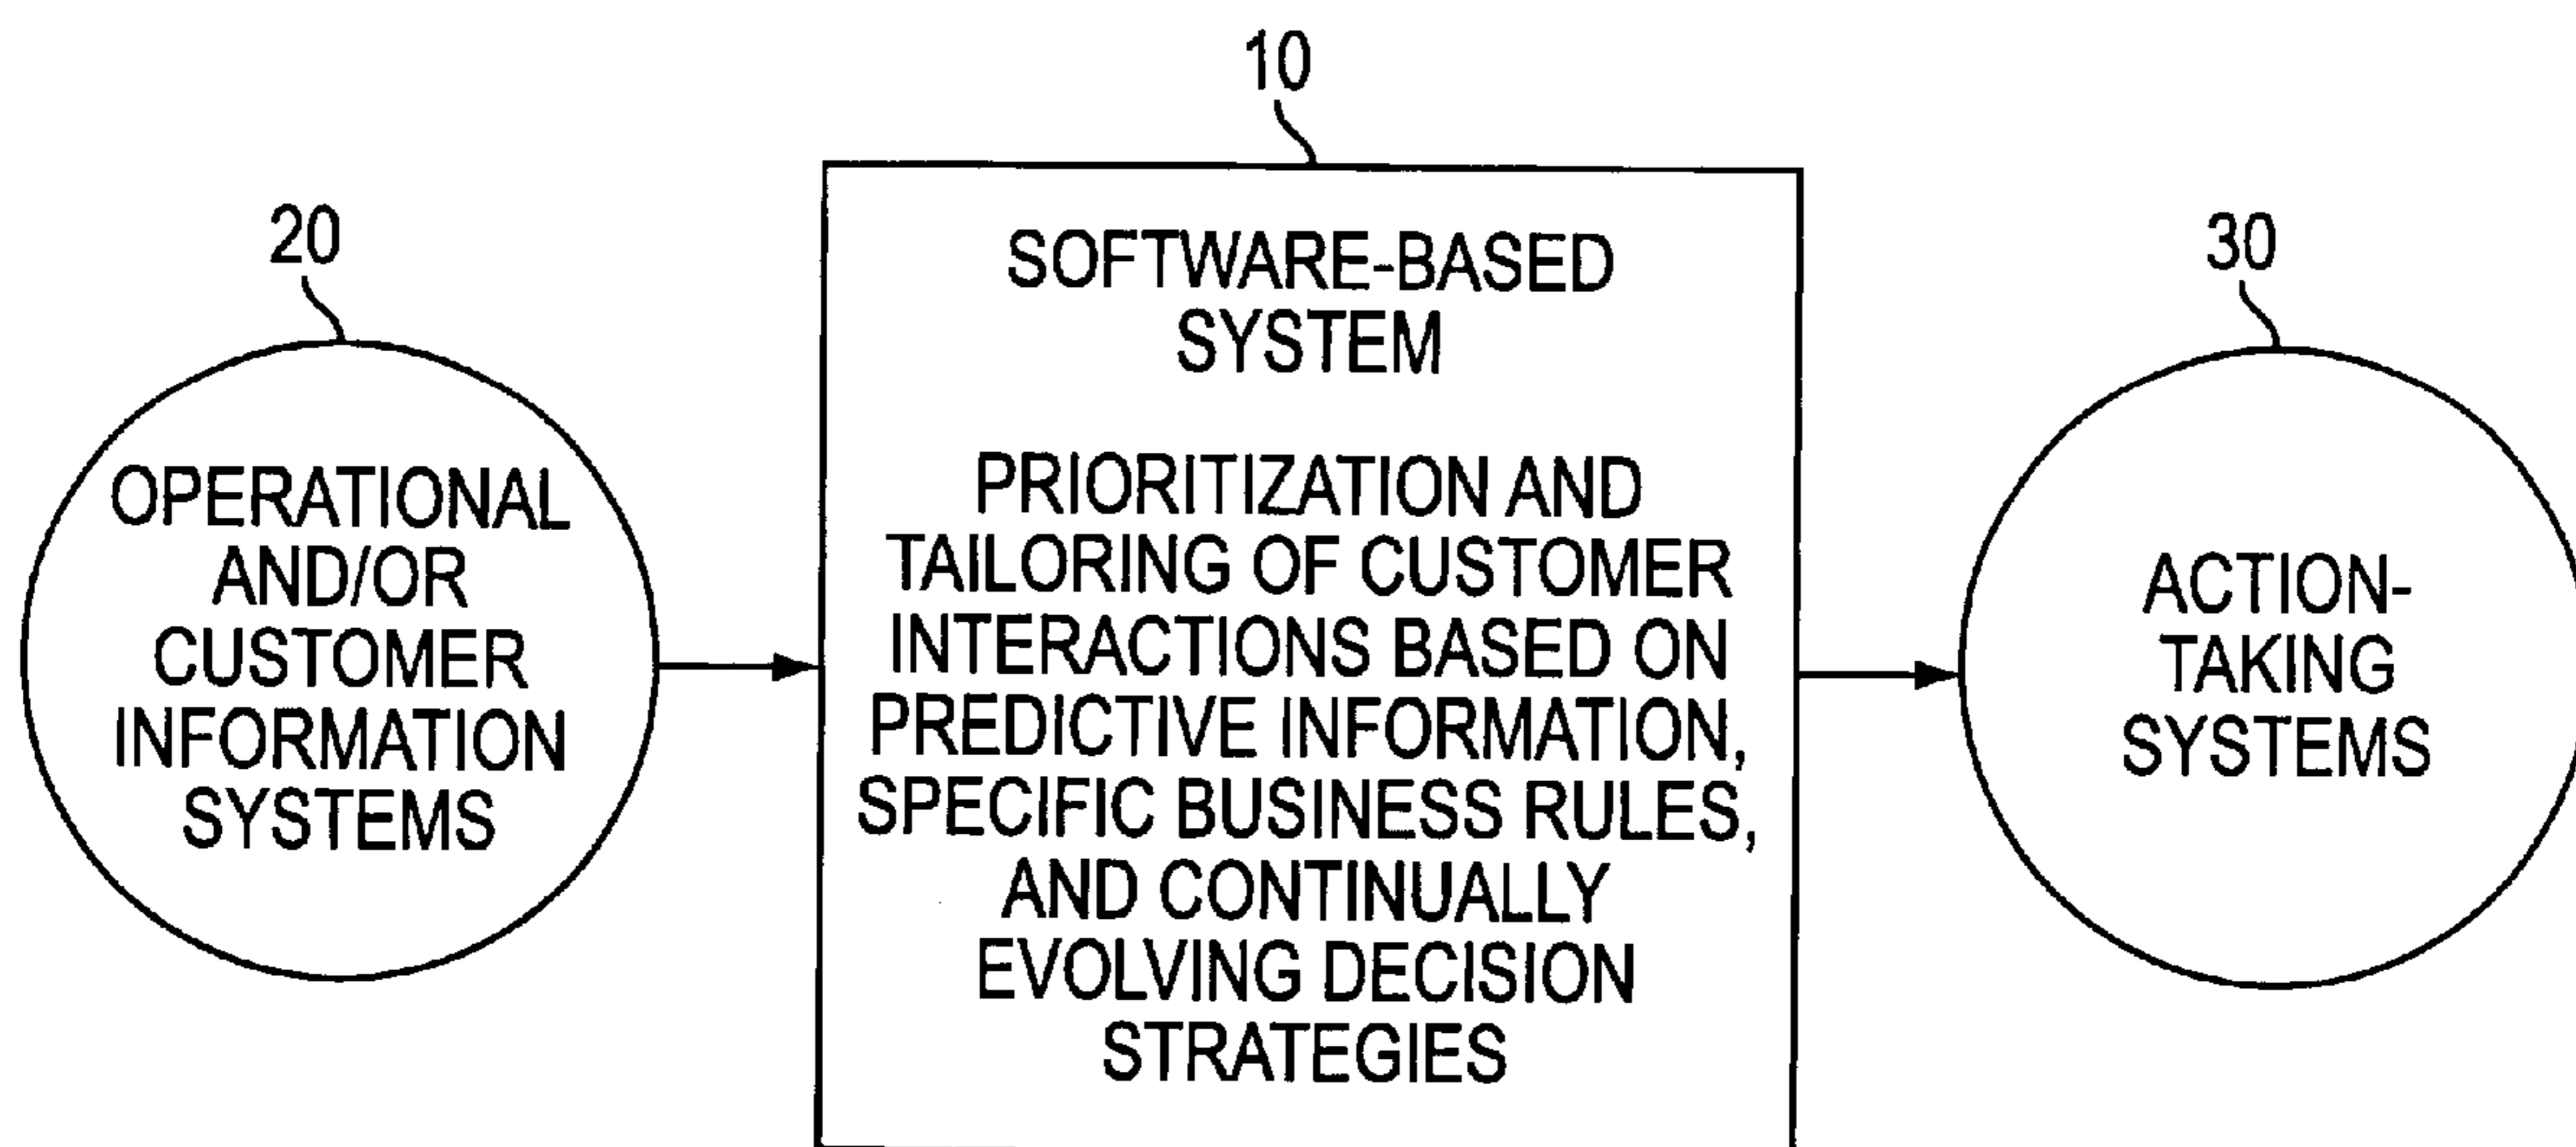 10
20
30
OPERATIONAL
AND/OR
CUSTOMER
INFORMATION
SYSTEMS
SOFTWARE-BASED
SYSTEM
PRIORITIZATION AND
TAILORING OF CUSTOMER
INTERACTIONS BASED ON
PREDICTIVE INFORMATION,
SPECIFIC BUSINESS RULES,
AND CONTINUALLY
EVOLVING DECISION
STRATEGIES
ACTION-
TAKING
SYSTEMS